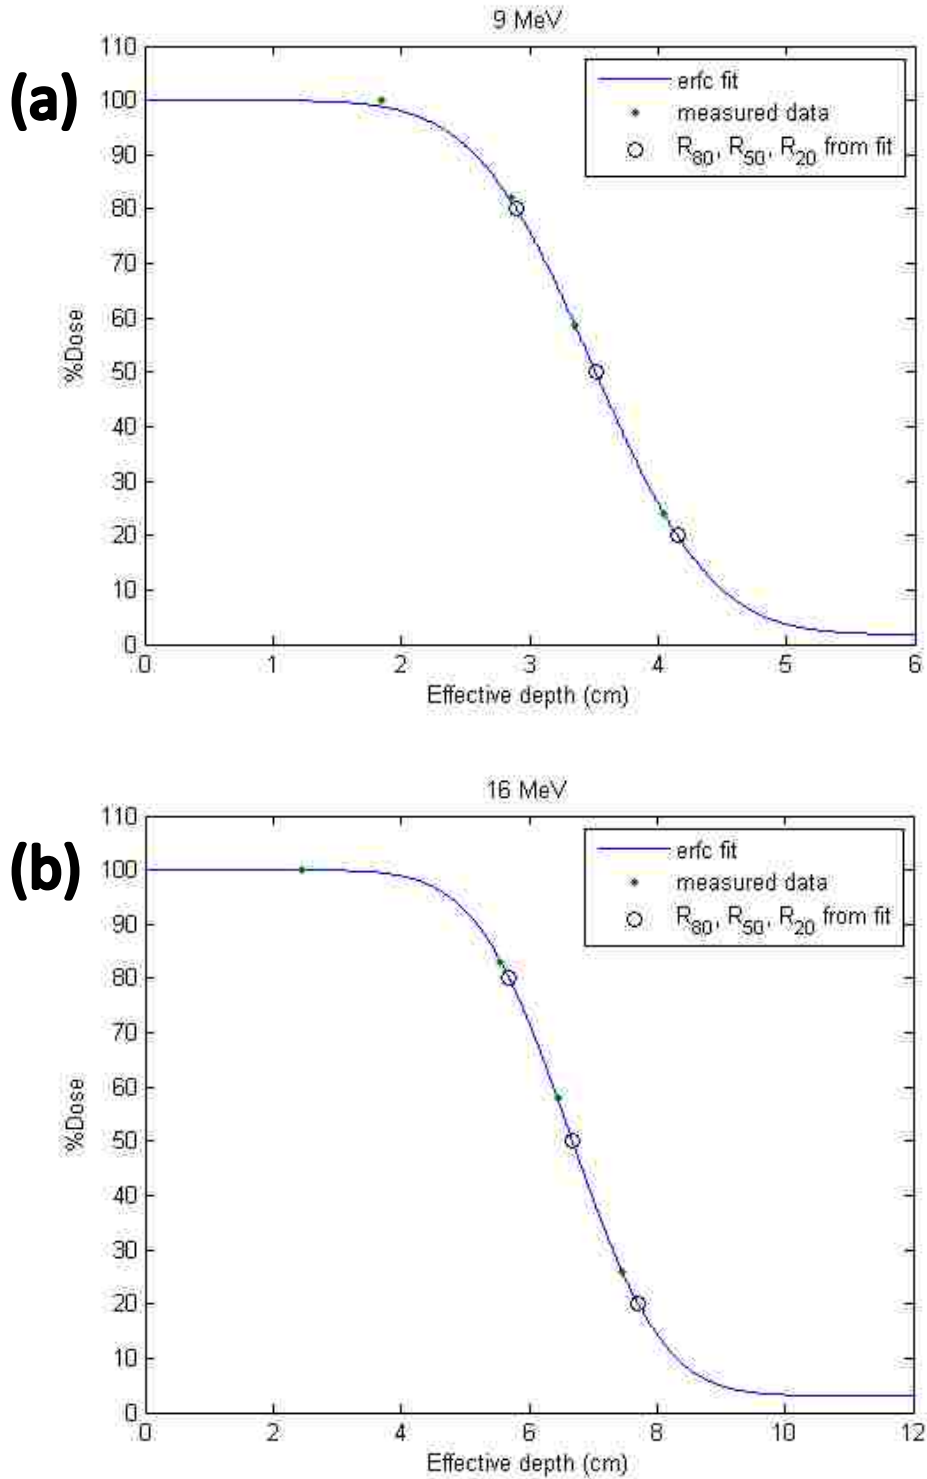 9 MeV
(a)
110
100
90
80
70
60
50
40
30
20
10
0
%Dose
erfc fit
measured data
R80, R50, R20 from fit
0 1 2 3 4 5 6
Effective depth (cm)
16 MeV
(b)
110
100
90
80
70
60
50
40
30
20
10
0
%Dose
erfc fit
measured data
R80, R50, R20 from fit
0 2 4 6 8 10 12
Effective depth (cm)